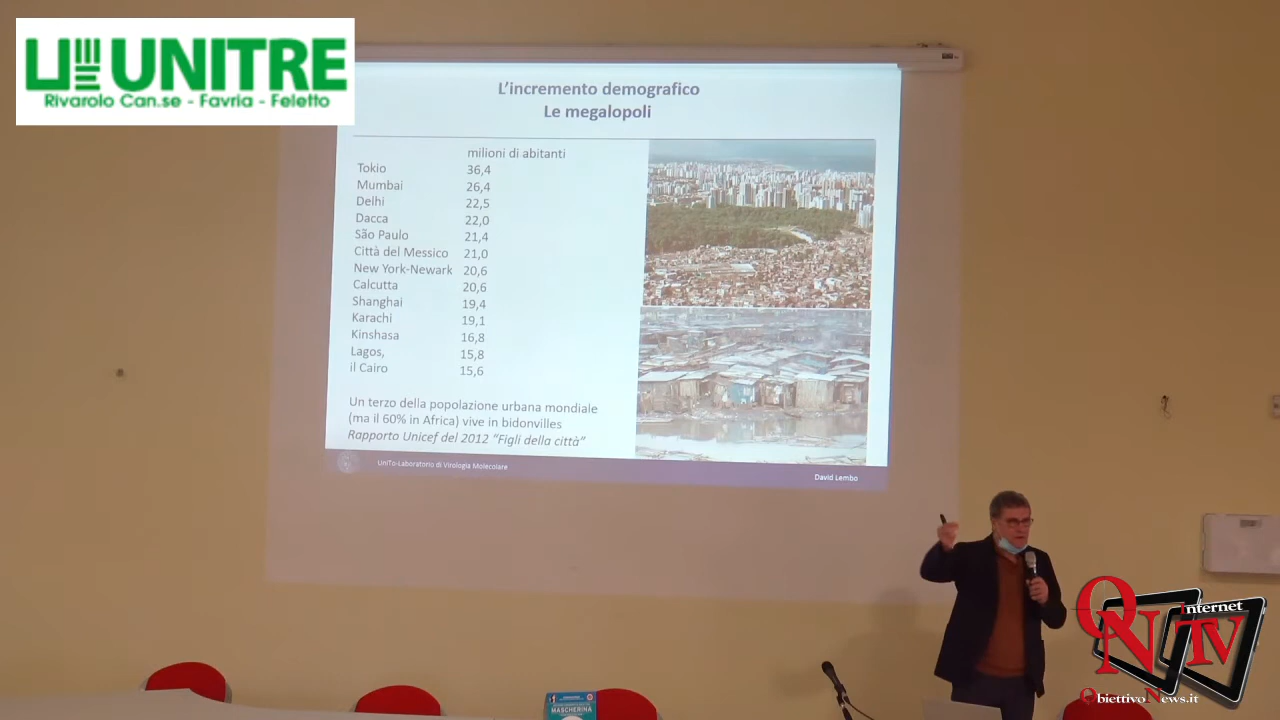 UNITRE
Rivarolo Can.se - Favria - Feletto
L'incremento demografico
Le megalopoli
milioni di abitanti
Tokio 36,4
Mumbai 26,4
Delhi 22,5
Dacca 22,0
São Paulo 21,4
Città del Messico 21,0
New York-Newark 20,6
Calcutta 20,6
Shanghai 19,4
Karachi 19,1
Kinshasa 16,8
Lagos, 15,8
il Cairo 15,6
Un terzo della popolazione urbana mondiale
(ma il 60% in Africa) vive in bidonvilles
Rapporto Unicef del 2012 "Figli della città"
UniTo-Laboratorio di Virologia Molecolare
David Lembo
MASCHERINA
ON
Internet
TV
ObiettivoNews.it